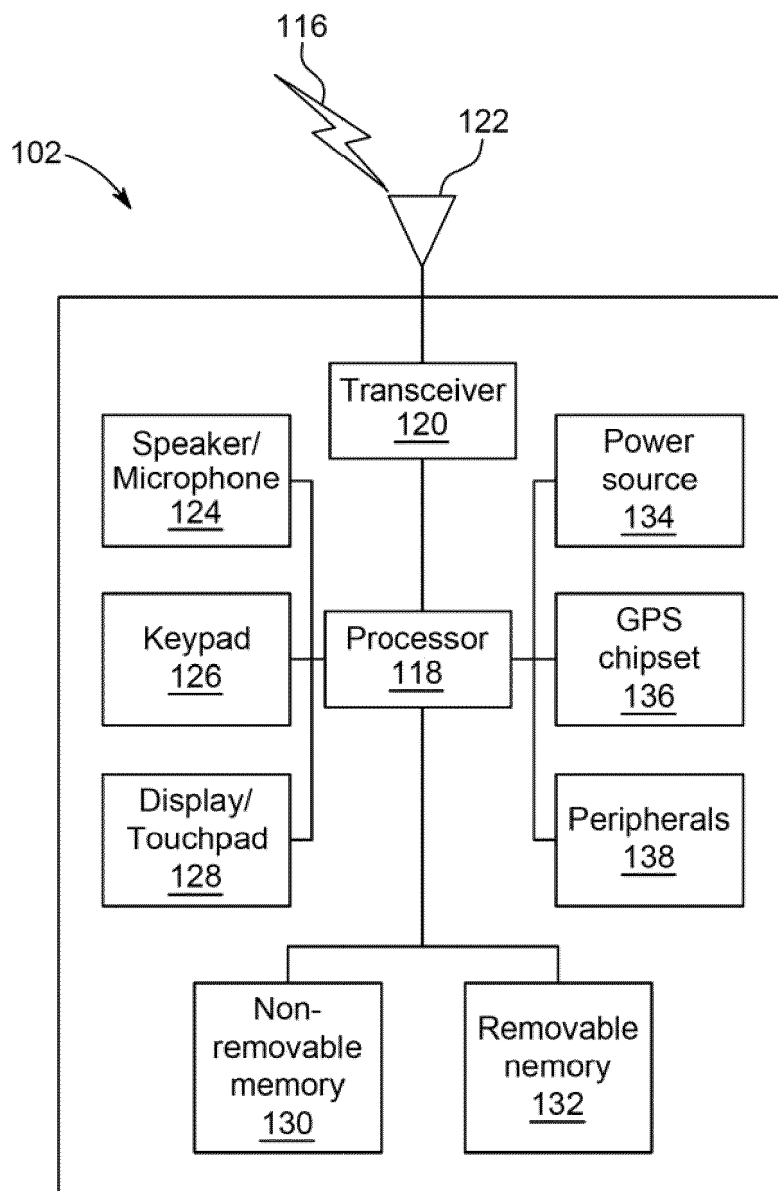 116
122
102
Transceiver
120
Speaker/
Microphone
124
Power
source
134
Keypad
126
Processor
118
GPS
chipset
136
Display/
Touchpad
128
Peripherals
138
Non-
removable
memory
130
Removable
nemory
132